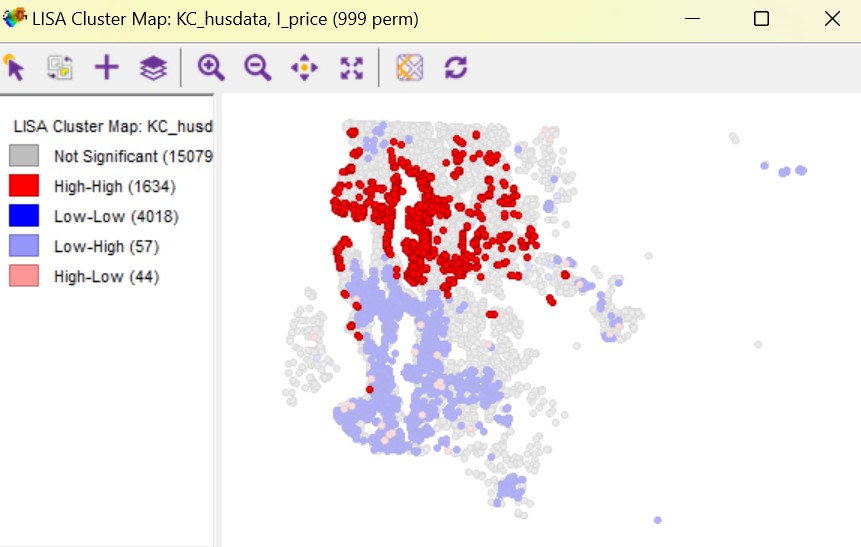 LISA Cluster Map: KC_husdata, I_price (999 perm)
LISA Cluster Map: KC_husd
Not Significant (15079
High-High (1634)
Low-Low (4018)
Low-High (57)
High-Low (44)